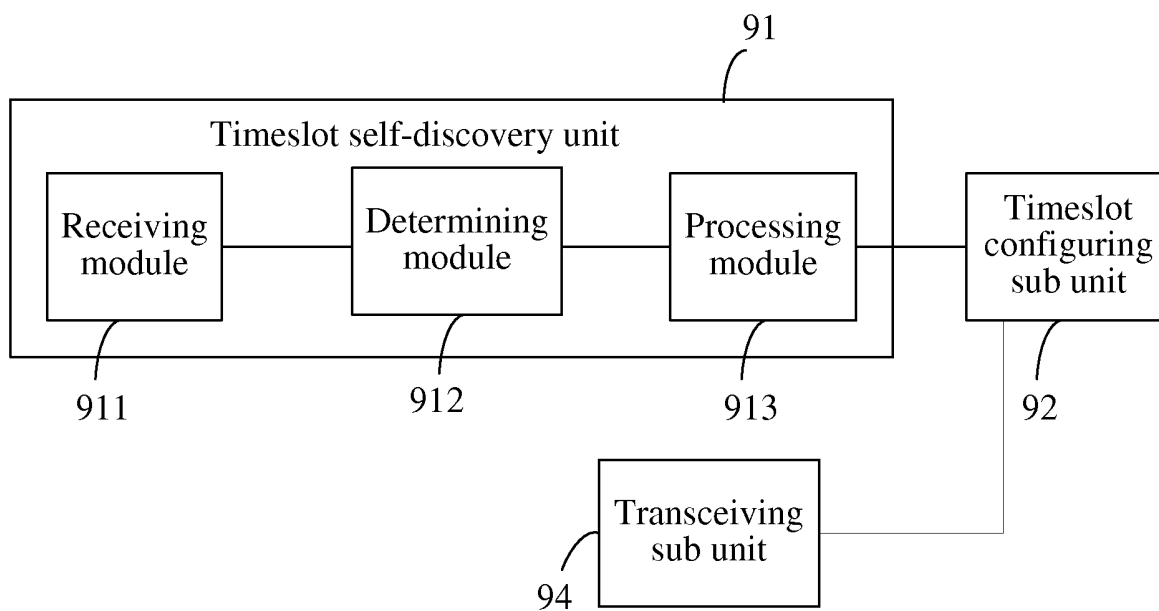 91
Timeslot self-discovery unit
Receiving
module
Determining
module
Processing
module
Timeslot
configuring
sub unit
911
912
913
92
Transceiving
sub unit
94